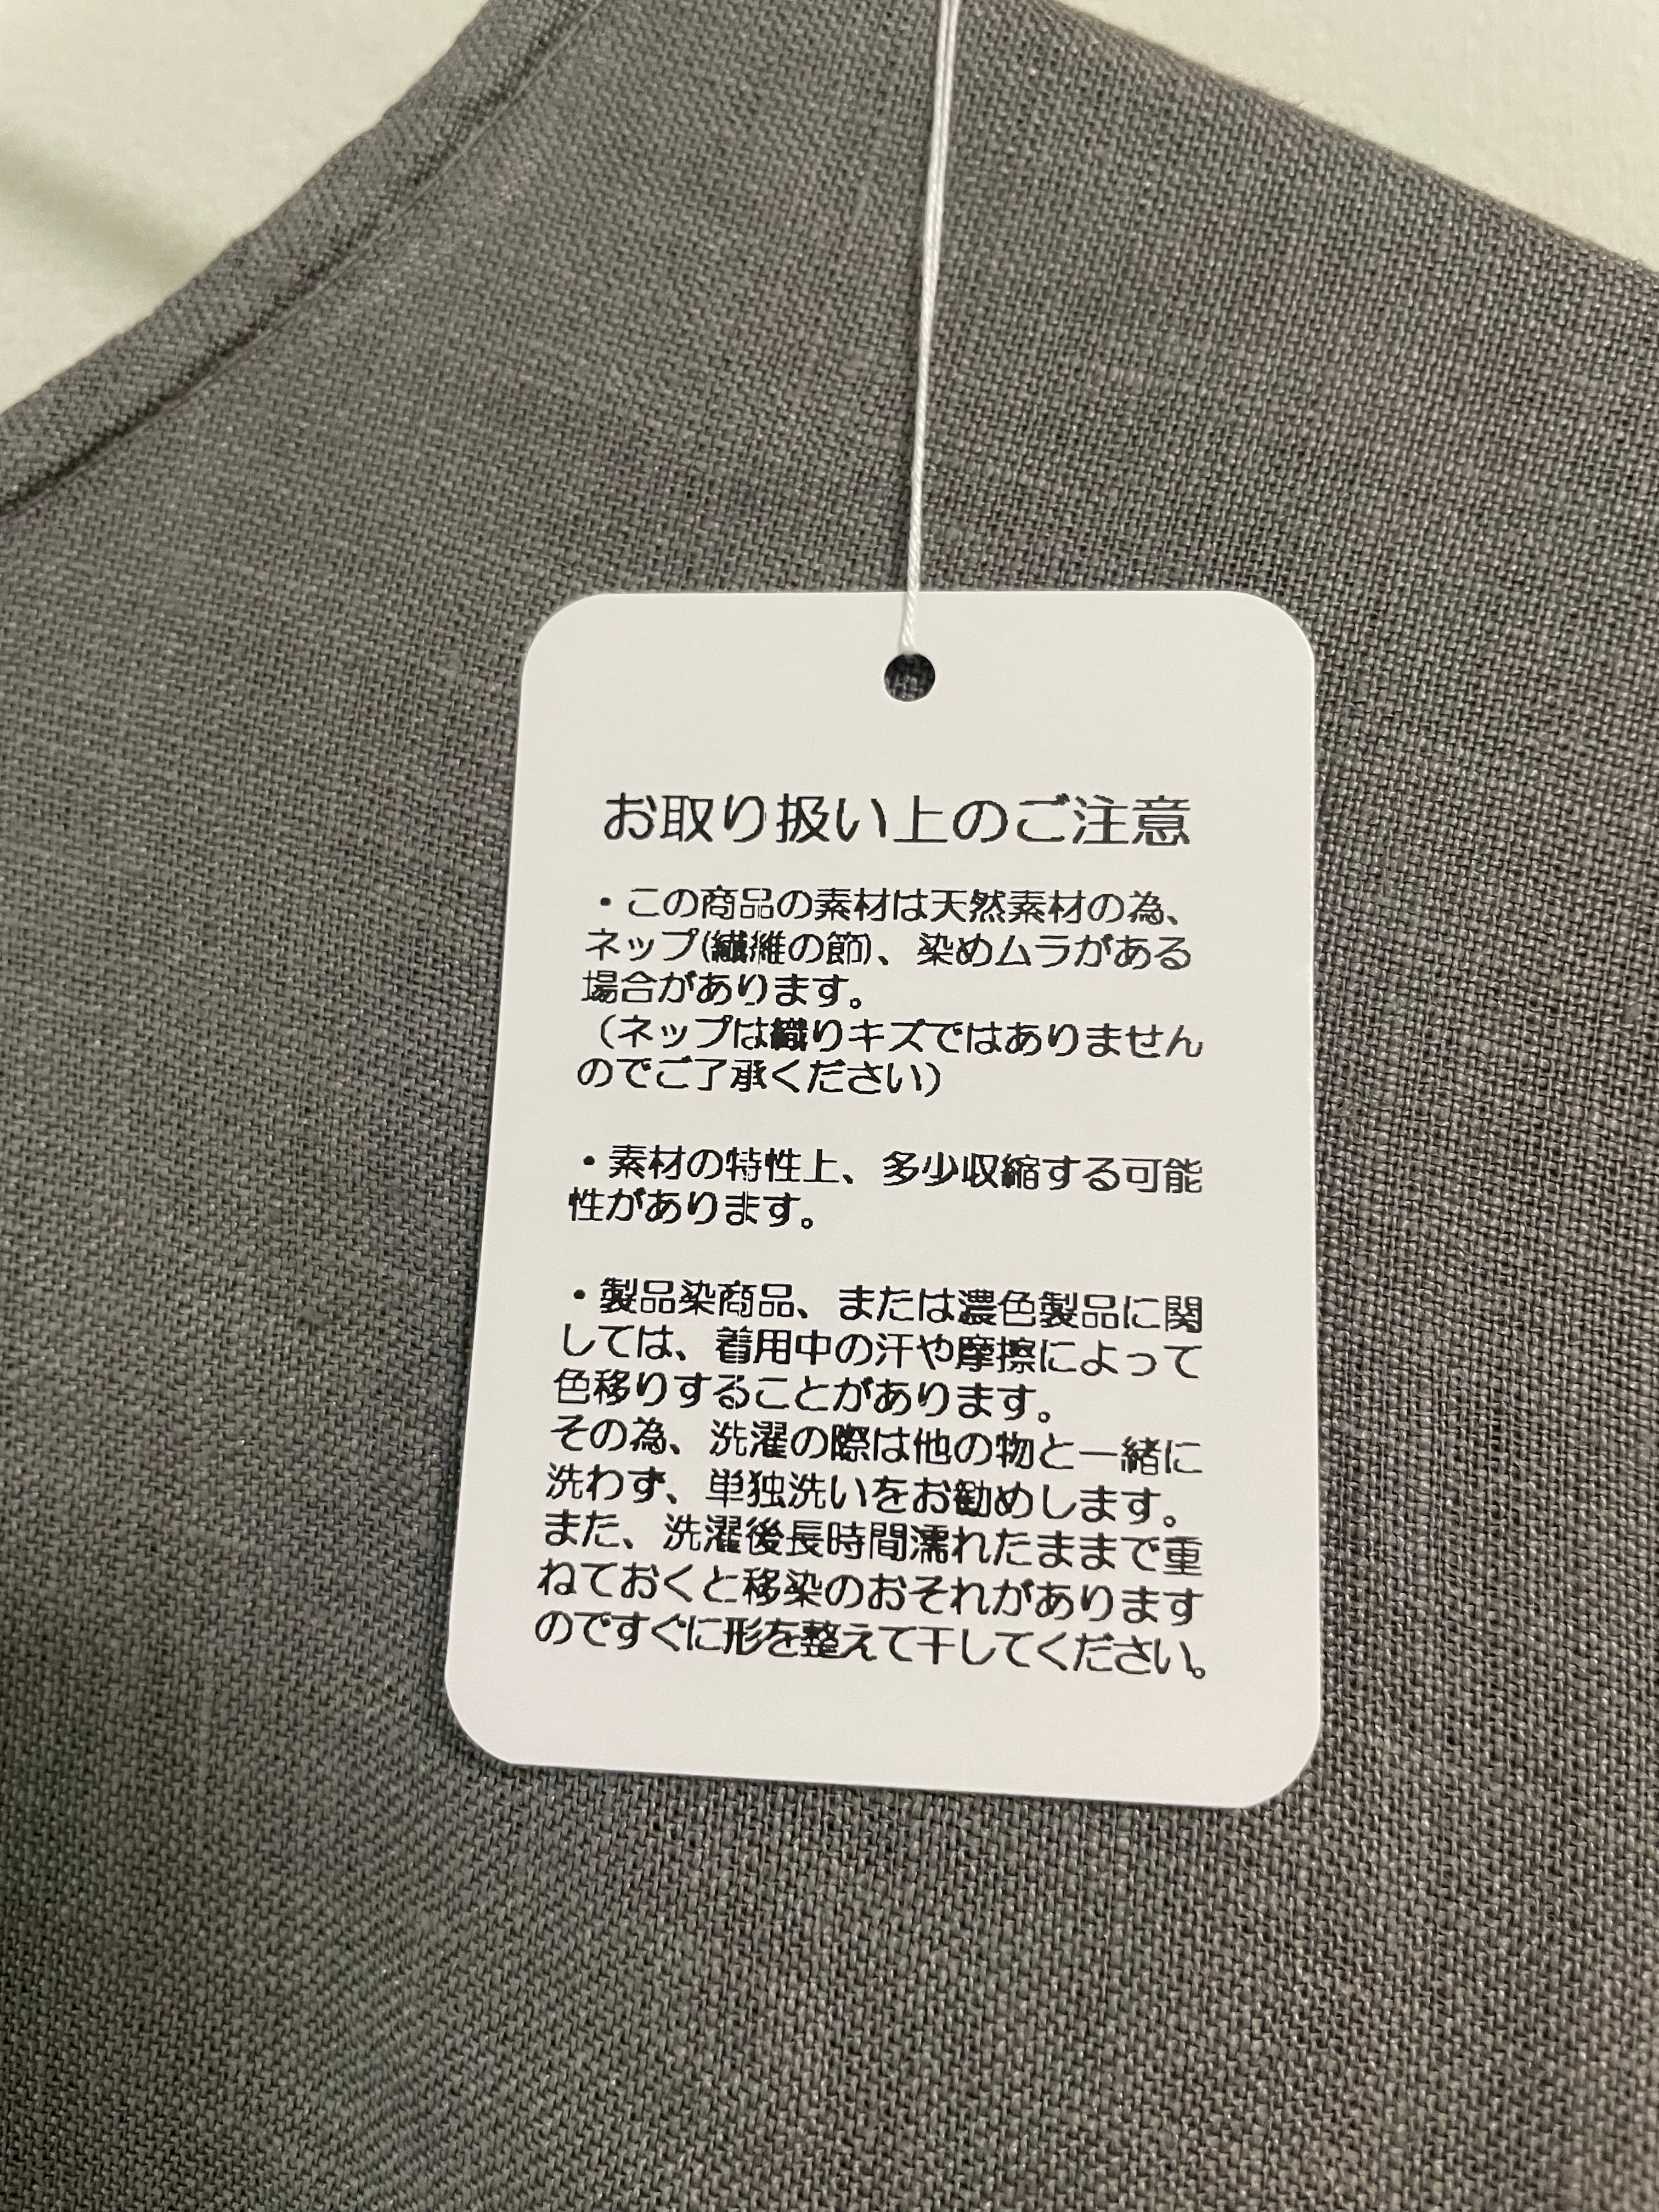 お取り扱い上のご注意
・この商品の素材は天然素材の為、
ネップ(繊維の節)、染めムラがある
場合があります。
（ネップは織りキズではありません
のでご了承ください）
・素材の特性上、多少収縮する可能
性があります。
・製品染商品、または濃色製品に関
しては、着用中の汗や摩擦によって
色移りすることがあります。
その為、洗濯の際は他の物と一緒に
洗わず、単独洗いをお勧めします。
また、洗濯後長時間濡れたままで重
ねておくと移染のおそれがあります
のですぐに形を整えて干してください。